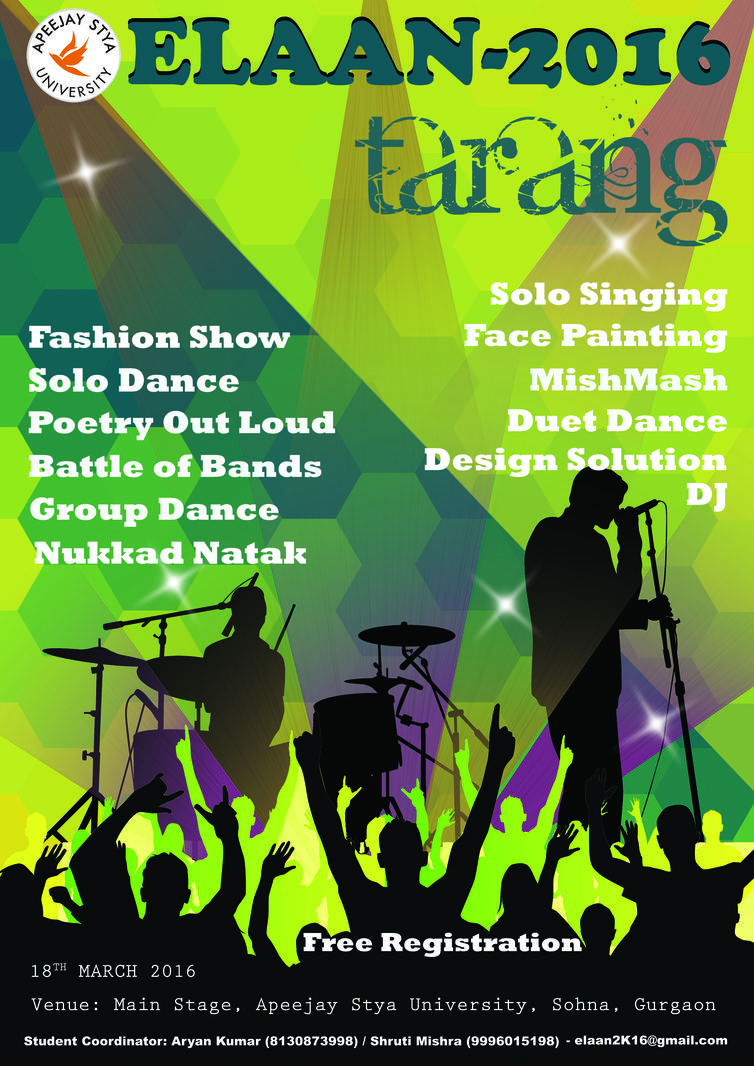 APEEJAY STYA
UNIVERSITY
ELAAN-2016
tarang
Fashion Show
Solo Dance
Poetry Out Loud
Battle of Bands
Group Dance
Nukkad Natak
Solo Singing
Face Painting
MishMash
Duet Dance
Design Solution
DJ
Free Registration
18TH MARCH 2016
Venue: Main Stage, Apeejay Stya University, Sohna, Gurgaon
Student Coordinator: Aryan Kumar (8130873998) / Shruti Mishra (9996015198) - elaan2K16@gmail.com